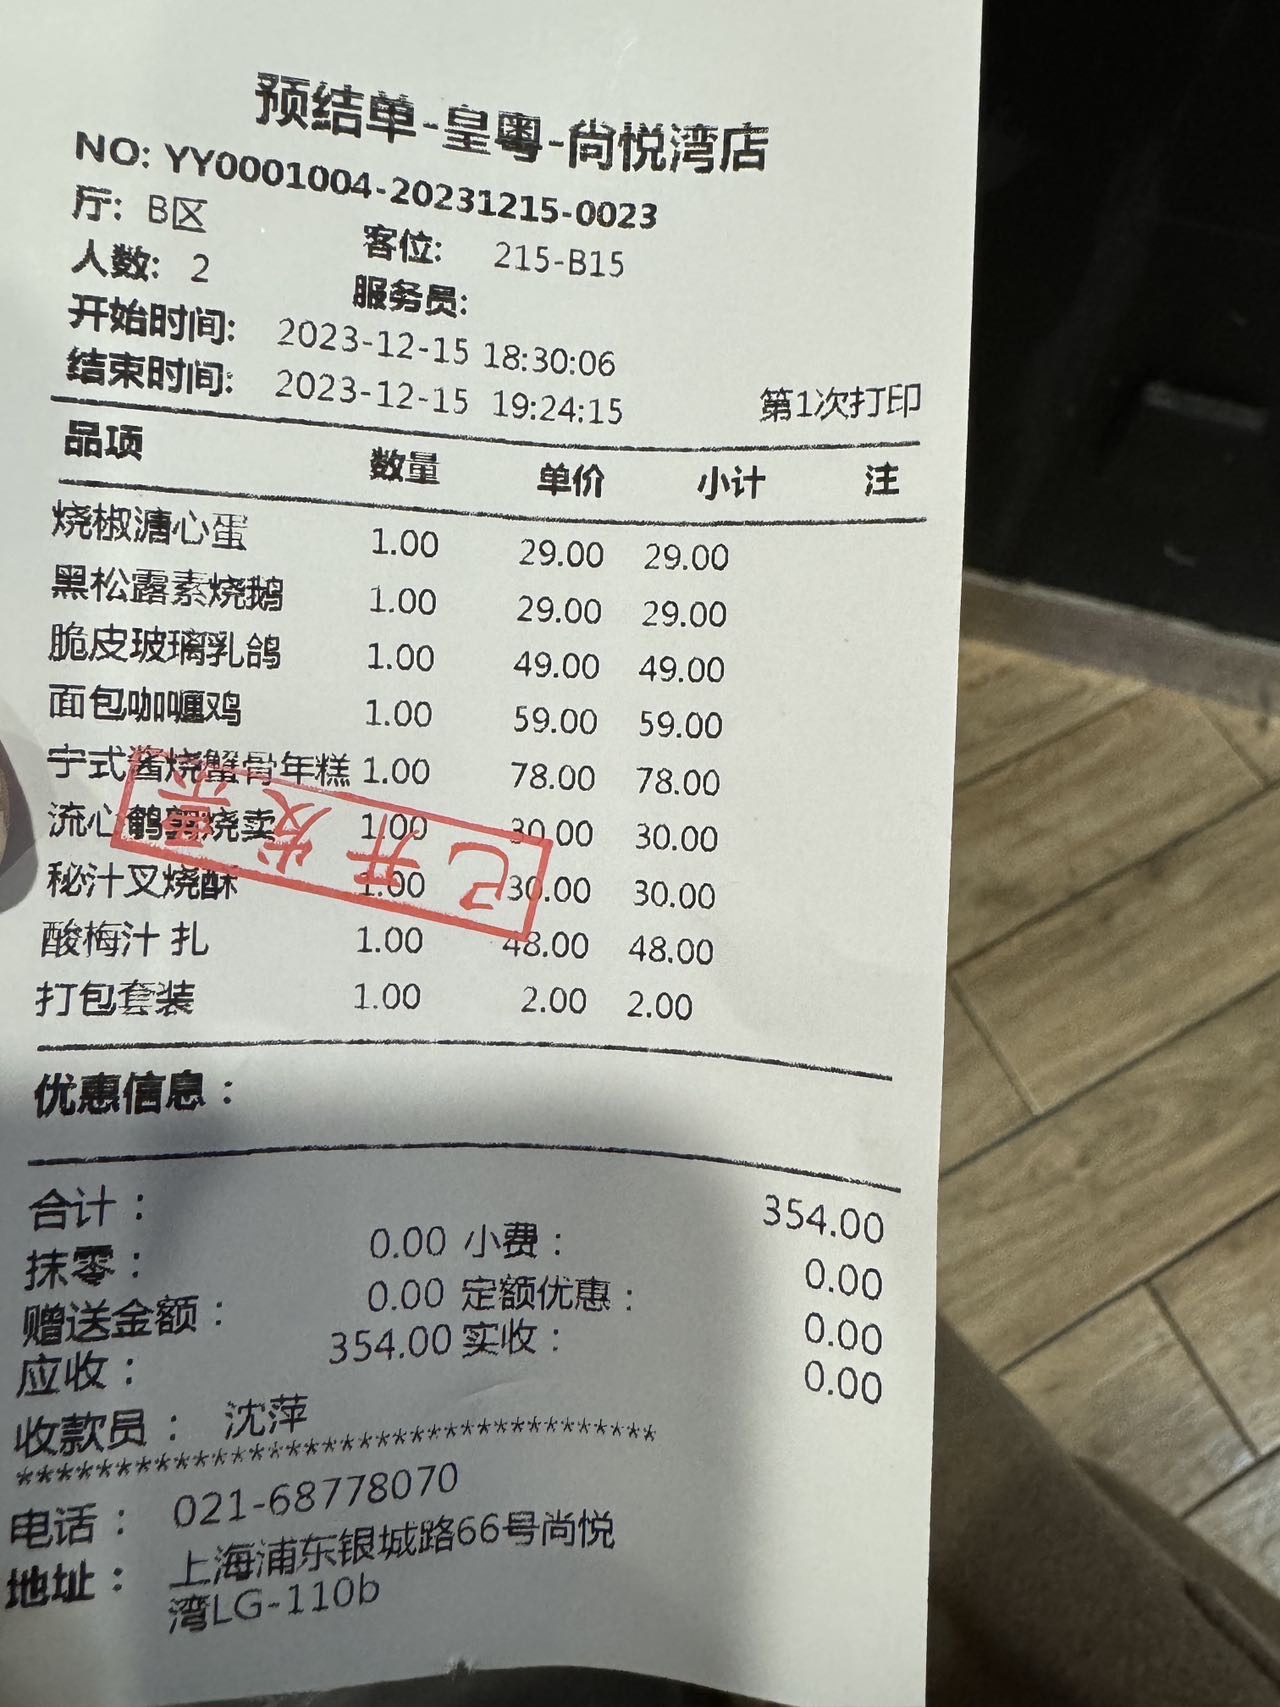 预结单-皇粤-尚悦湾店
NO: YY0001004-20231215-0023
厅: B区 客位: 215-B15
人数: 2 服务员:
开始时间: 2023-12-15 18:30:06
结束时间: 2023-12-15 19:24:15 第1次打印
品项 数量 单价 小计 注
烧椒溏心蛋 1.00 29.00 29.00
黑松露素烧鹅 1.00 29.00 29.00
脆皮玻璃乳鸽 1.00 49.00 49.00
面包咖喱鸡 1.00 59.00 59.00
宁式酱烧蟹骨年糕 1.00 78.00 78.00
流心鹌鹑烧卖 1.00 30.00 30.00
秘汁叉烧酥 1.00 30.00 30.00
已开发票
酸梅汁 扎 1.00 48.00 48.00
打包套装 1.00 2.00 2.00
优惠信息：
合计： 354.00
抹零： 0.00 小费： 0.00
赠送金额： 0.00 定额优惠： 0.00
应收： 354.00 实收： 0.00
收款员： 沈萍
*********************************
电话： 021-68778070
地址： 上海浦东银城路66号尚悦
湾LG-110b